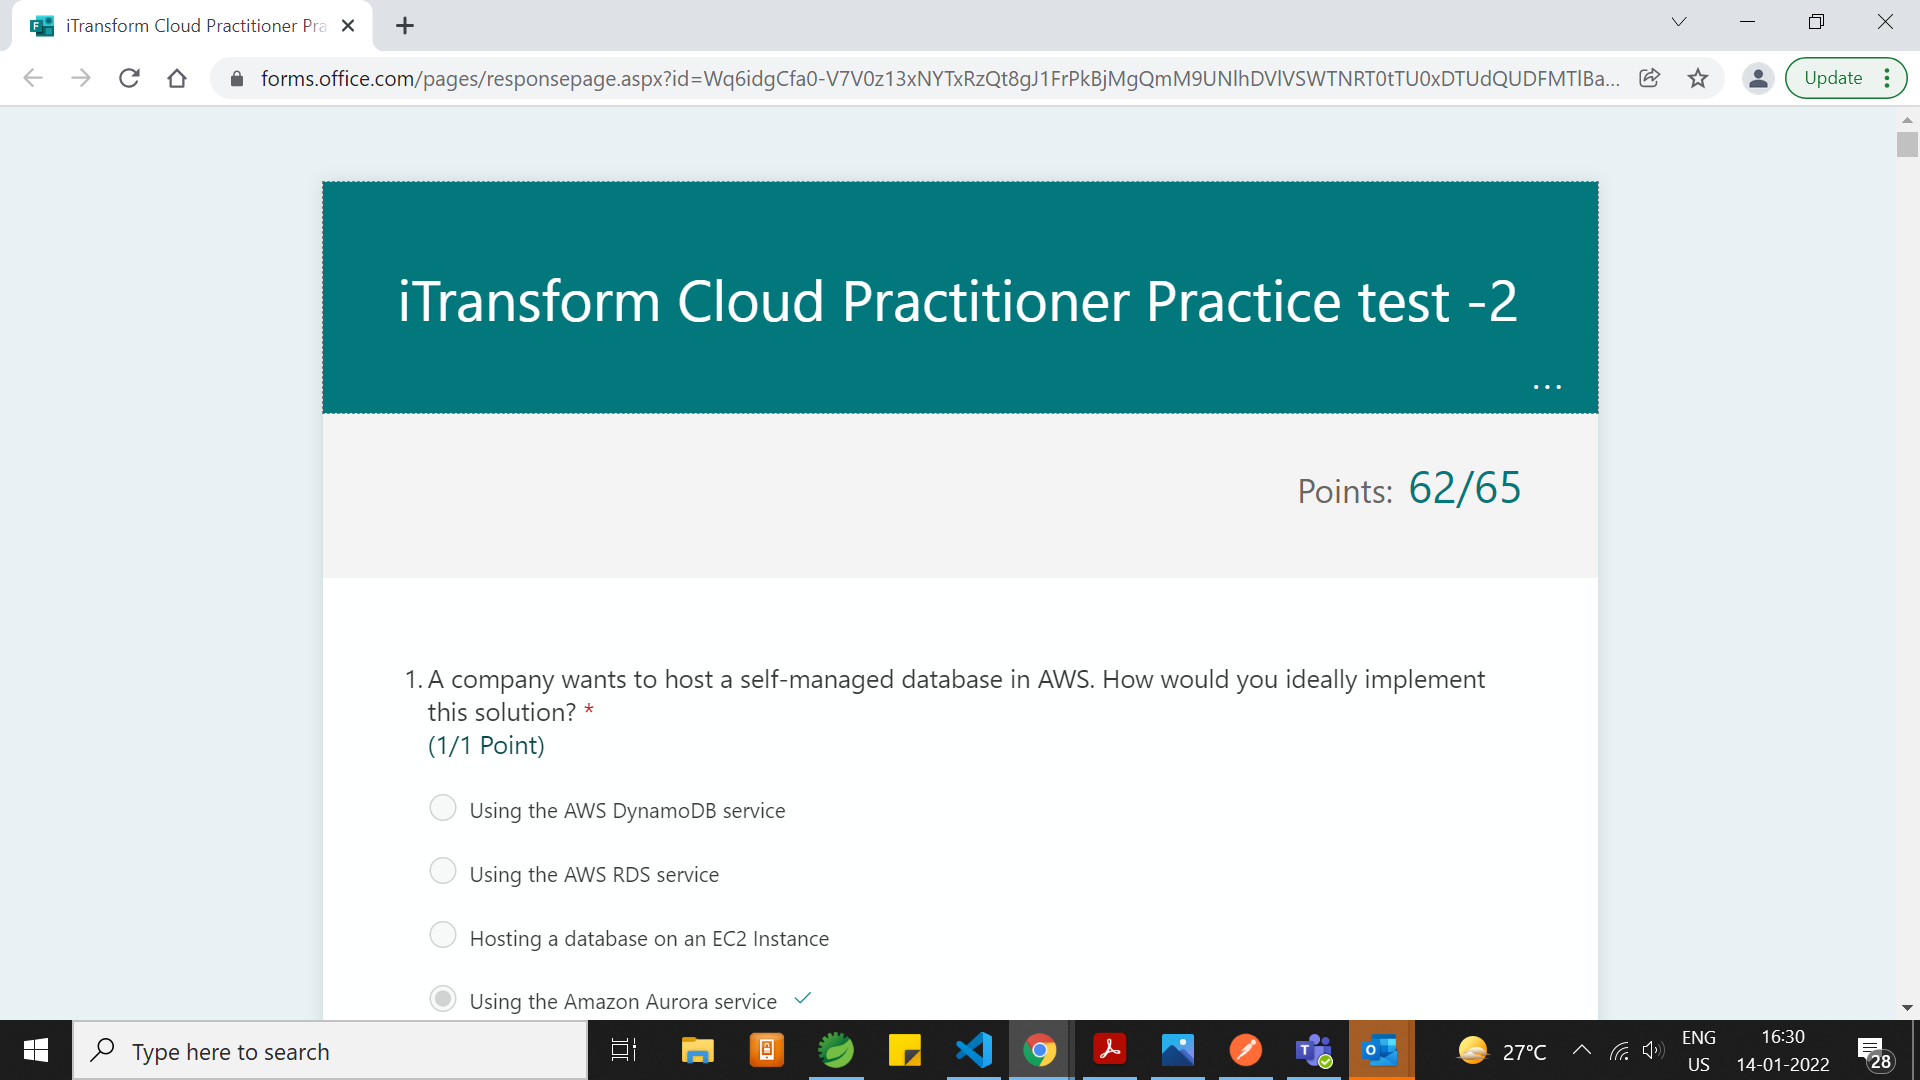 iTransform Cloud Practitioner Pra
forms.office.com/pages/responsepage.aspx?id=Wq6idgCfa0-V7V0z13xNYTxRzQt8gJ1FrPkBjMgQmM9UNlhDVlVSWTNRT0tTU0xDTUdQUDFMTlBa...
Update
iTransform Cloud Practitioner Practice test -2
...
Points: 62/65
1. A company wants to host a self-managed database in AWS. How would you ideally implement
this solution? *
(1/1 Point)
Using the AWS DynamoDB service
Using the AWS RDS service
Hosting a database on an EC2 Instance
Using the Amazon Aurora service
Type here to search
27°C
ENG
US
16:30
14-01-2022
28